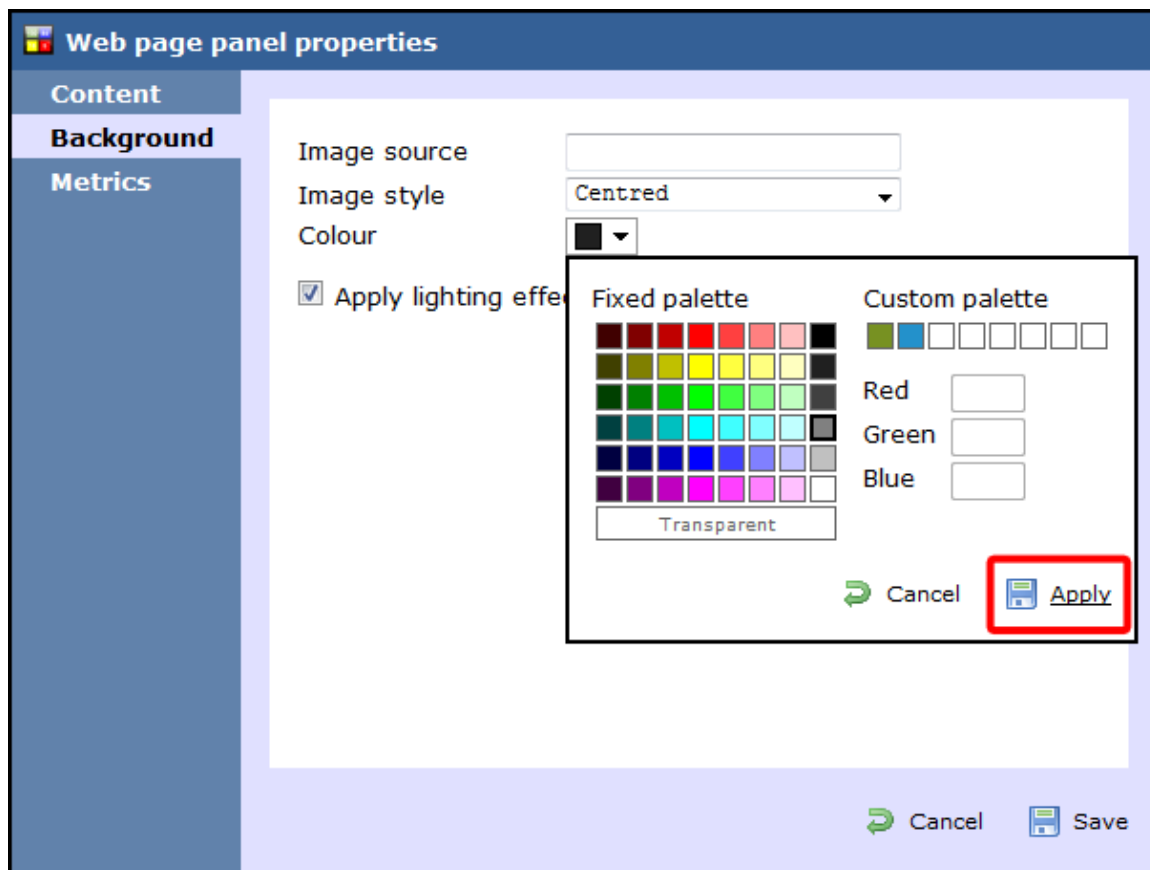 Web page panel properties
Content
Background
Metrics
Image source
Image style
Centred
Colour
Apply lighting effe
Fixed palette
Custom palette
Red
Green
Blue
Transparent
Cancel
Apply
Cancel
Save